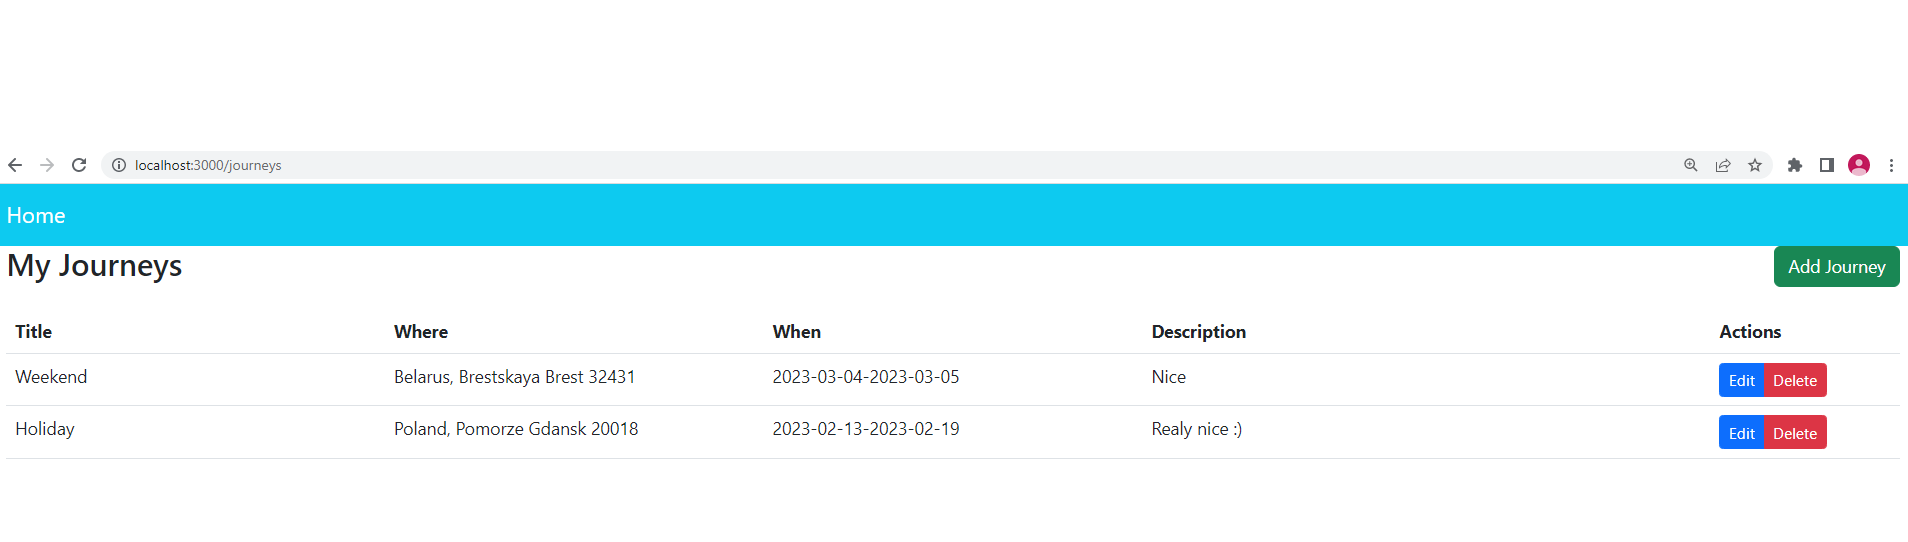 localhost:3000/journeys
Home
My Journeys Add Journey
Title Where When Description Actions
Weekend Belarus, Brestskaya Brest 32431 2023-03-04-2023-03-05 Nice Edit Delete
Holiday Poland, Pomorze Gdansk 20018 2023-02-13-2023-02-19 Realy nice :) Edit Delete